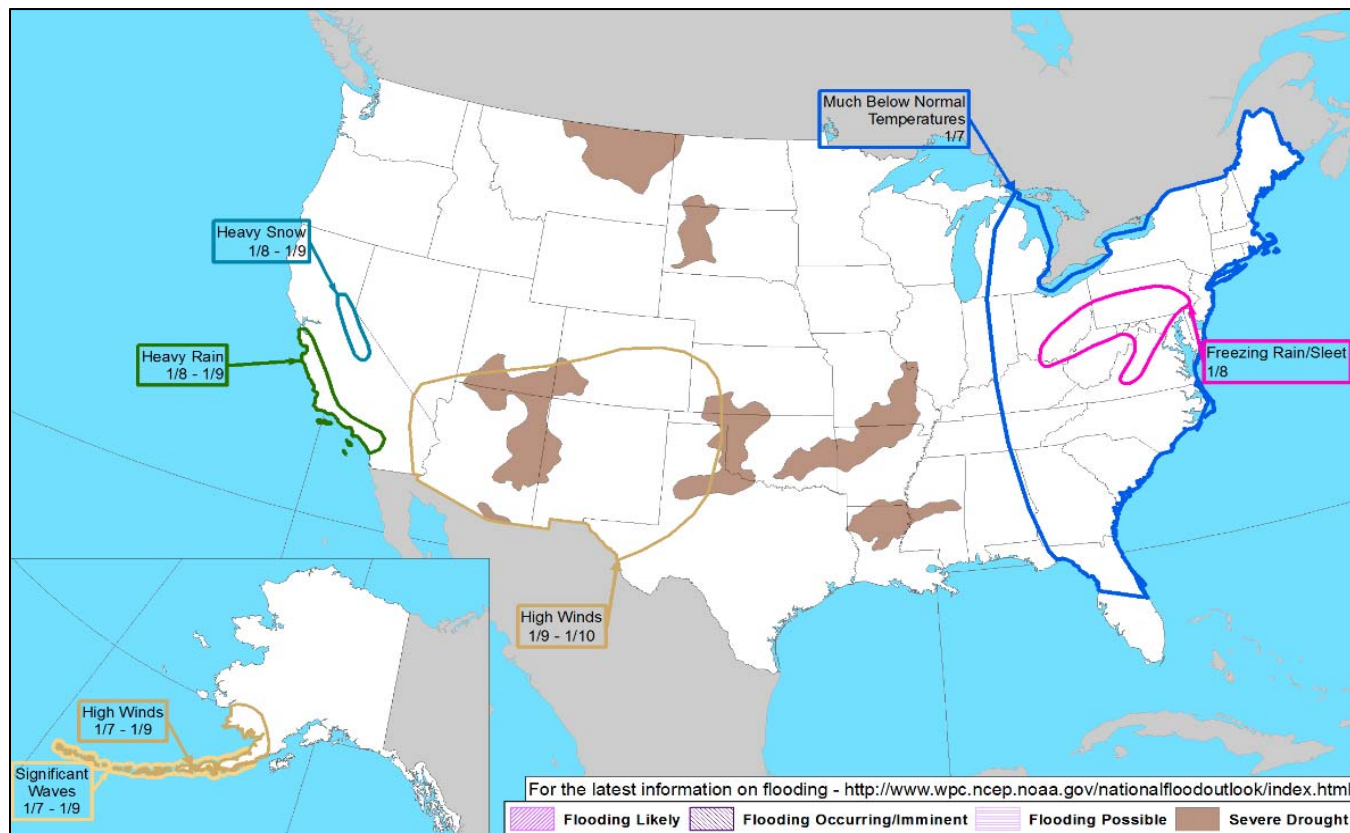 Much Below Normal
Temperatures
1/7
Heavy Snow
1/8 - 1/9
Heavy Rain
1/8 - 1/9
Freezing Rain/Sleet
1/8
High Winds
1/9 - 1/10
High Winds
1/7 - 1/9
Significant
Waves
1/7 - 1/9
For the latest information on flooding - http://www.wpc.ncep.noaa.gov/nationalfloodoutlook/index.html
Flooding Likely
Flooding Occurring/Imminent
Flooding Possible
Severe Drought